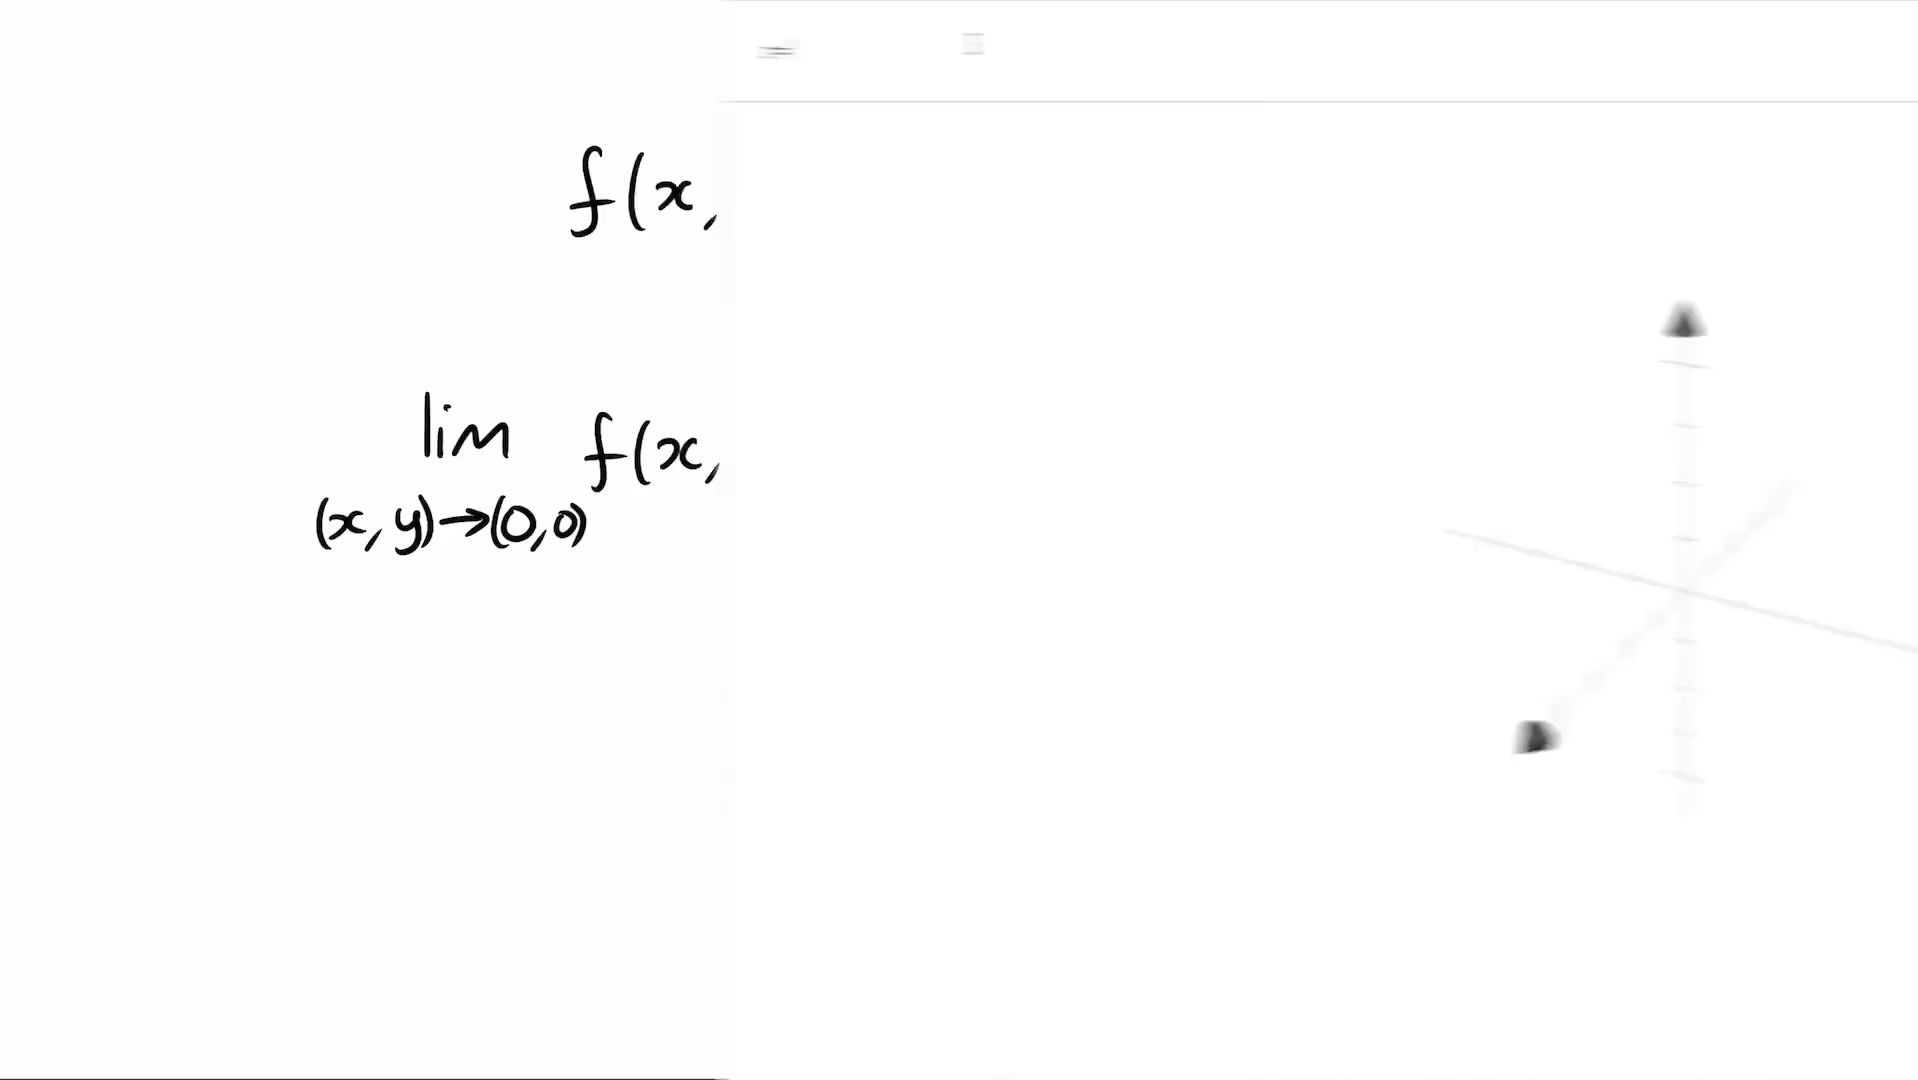 f(x,
lim f(x,
(x, y)→(0,0)